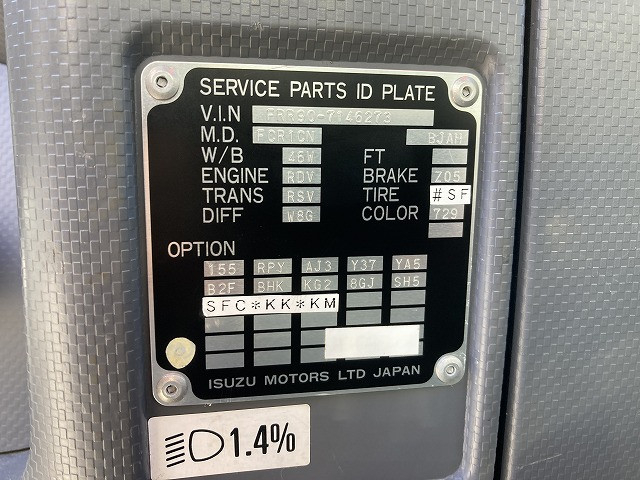 SERVICE PARTS ID PLATE
V.I.N FRR90-7146273
M.D. BJAH
W/B 46W FT
ENGINE RDV BRAKE Z05
TRANS RSV TIRE #SF
DIFF W8G COLOR 729
OPTION
155 RPY AJ3 Y37 YA5
B2F BHK KG2 8GJ SH5
SFC*KK*KM
ISUZU MOTORS LTD JAPAN
1.4%